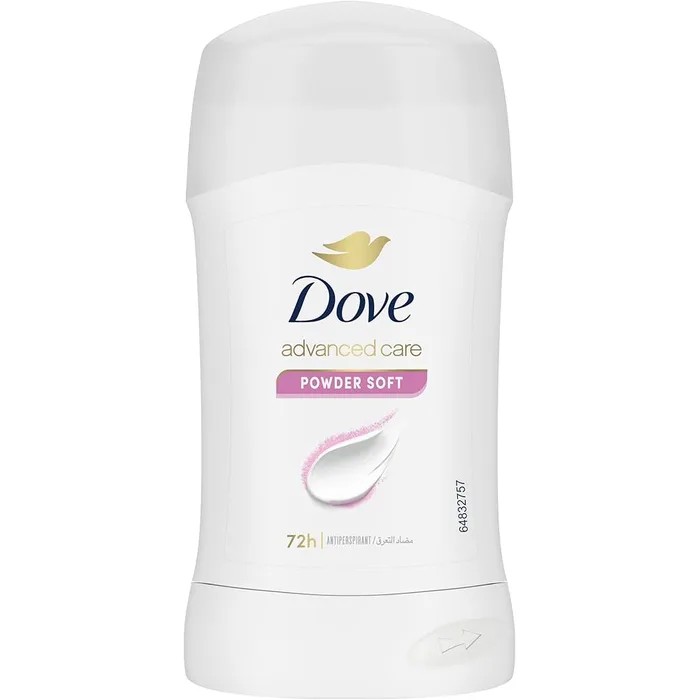 Dove
advanced care
POWDER SOFT
72h | ANTIPERSPIRANT / مضاد التعرق
64832757